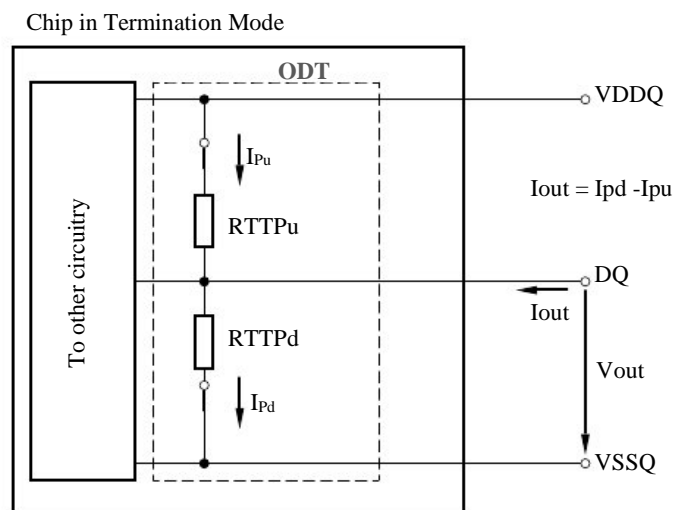 Chip in Termination Mode
ODT
VDDQ
IPu
Iout = Ipd -Ipu
RTTPu
To other circuitry
DQ
Iout
RTTPd
Vout
IPd
VSSQ